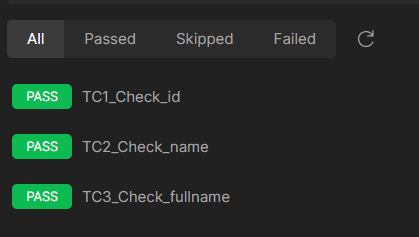 All Passed Skipped Failed
PASS TC1_Check_id
PASS TC2_Check_name
PASS TC3_Check_fullname